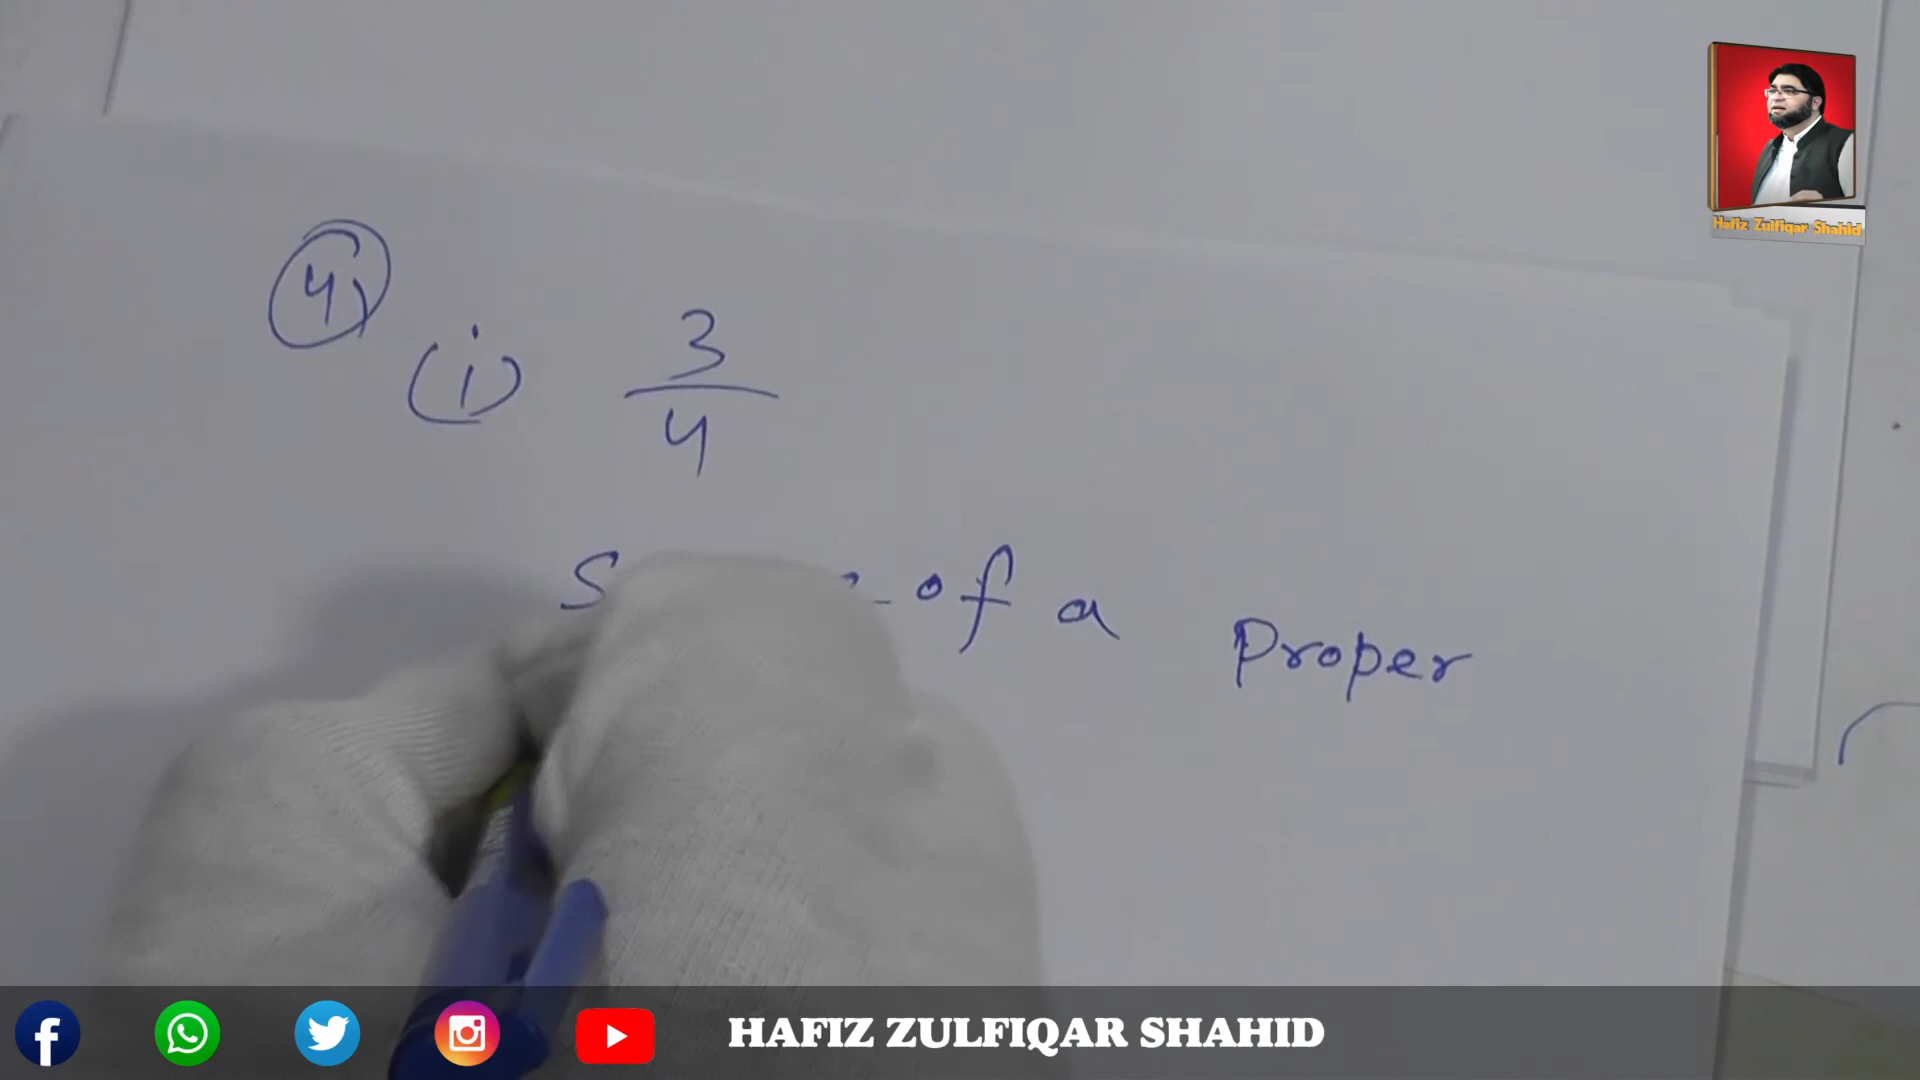 Hafiz Zulfiqar Shahid
4
(i) 3/4
of a Proper
HAFIZ ZULFIQAR SHAHID